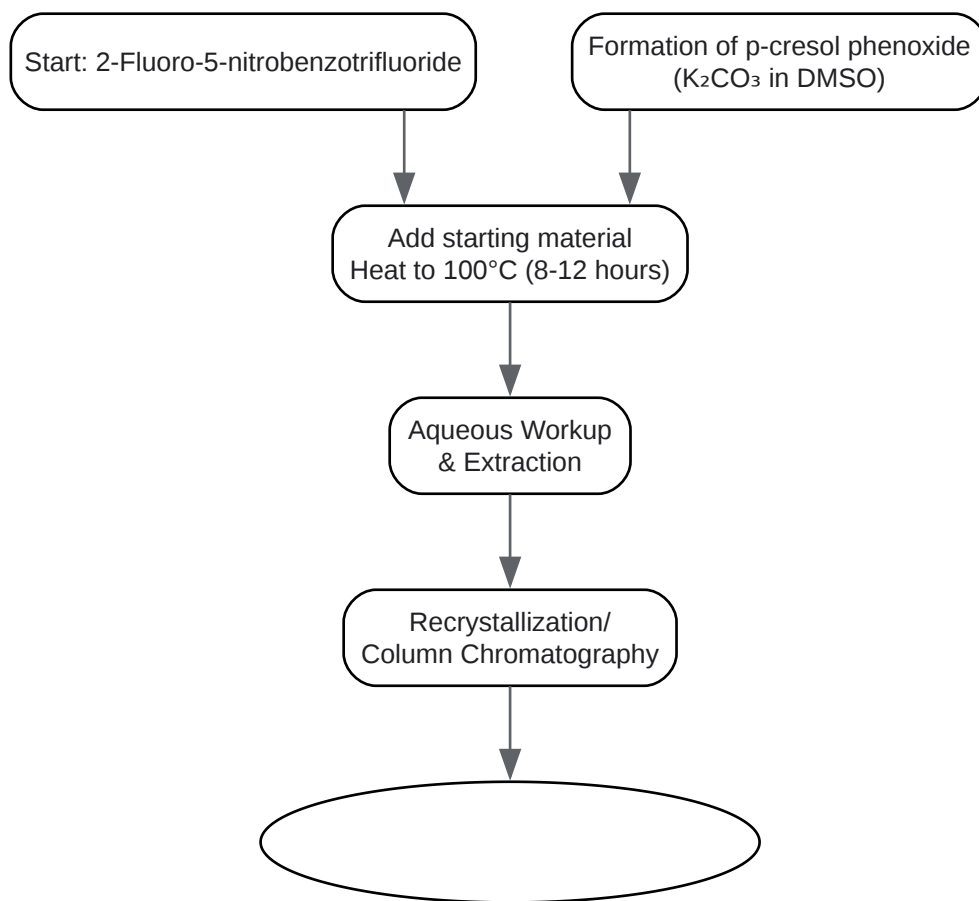 Start: 2-Fluoro-5-nitrobenzotrifluoride
Formation of p-cresol phenoxide
(K₂CO₃ in DMSO)
Add starting material
Heat to 100°C (8-12 hours)
Aqueous Workup
& Extraction
Recrystallization/
Column Chromatography